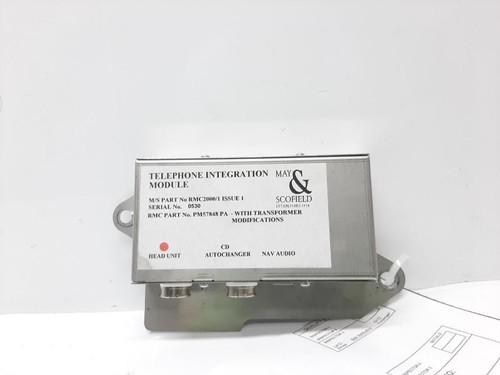 TELEPHONE INTEGRATION
MODULE
MAY
&
SCOFIELD
M/S PART No RMC2000/1 ISSUE 1
SERIAL No. 0530
RMC PART No. PM57848 PA - WITH TRANSFORMER
MODIFICATIONS
HEAD UNIT
CD
AUTOCHANGER
NAV AUDIO